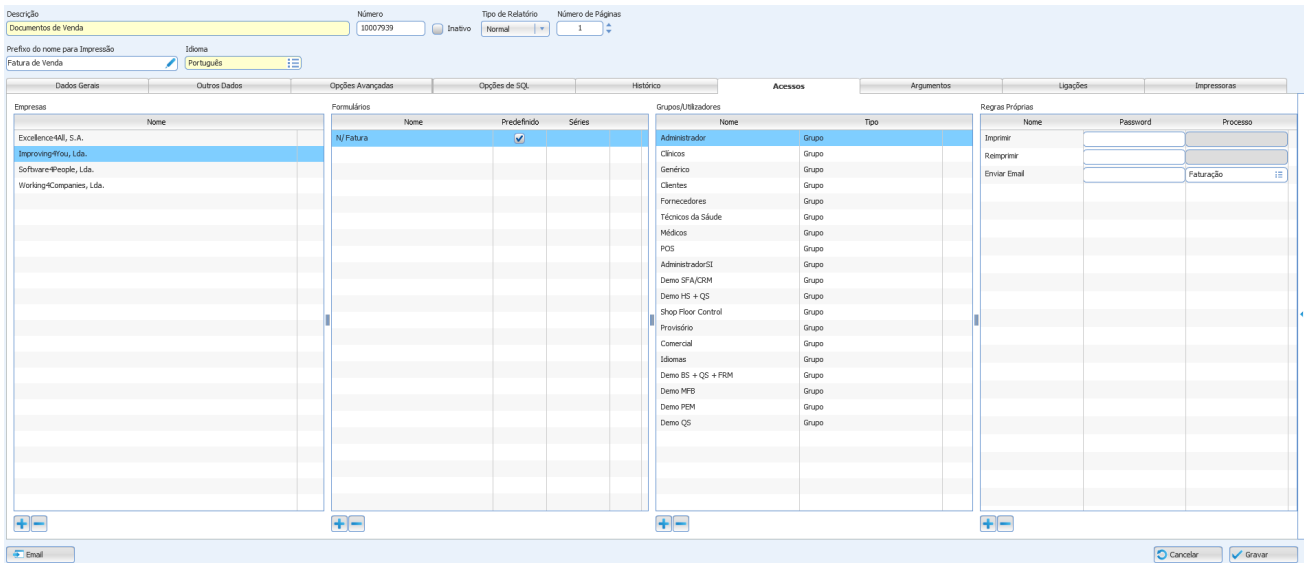 Descrição Número Tipo de Relatório Número de Páginas
Documentos de Venda 10007939 Inativo Normal 1
Prefixo do nome para Impressão Idioma
Fatura de Venda Português
Dados Gerais Outros Dados Opções Avançadas Opções de SQL Histórico Acessos Argumentos Ligações Impressoras
Empresas Formulários Grupos/Utilizadores Regras Próprias
Nome Nome Predefinido Séries Nome Tipo Nome Password Processo
Excellence4All, S.A. N/Fatura Administrador Grupo Imprimir
Improving4You, Lda. Clínicos Grupo Reimprimir
Software4People, Lda. Genérico Grupo Enviar Email Faturação
Working4Companies, Lda. Clientes Grupo
Fornecedores Grupo
Técnicos da Sáude Grupo
Médicos Grupo
POS Grupo
AdministradorSI Grupo
Demo SFA/CRM Grupo
Demo HS + QS Grupo
Shop Floor Control Grupo
Provisório Grupo
Comercial Grupo
Idiomas Grupo
Demo BS + QS + FRM Grupo
Demo MFB Grupo
Demo PEM Grupo
Demo QS Grupo
Email Cancelar Gravar